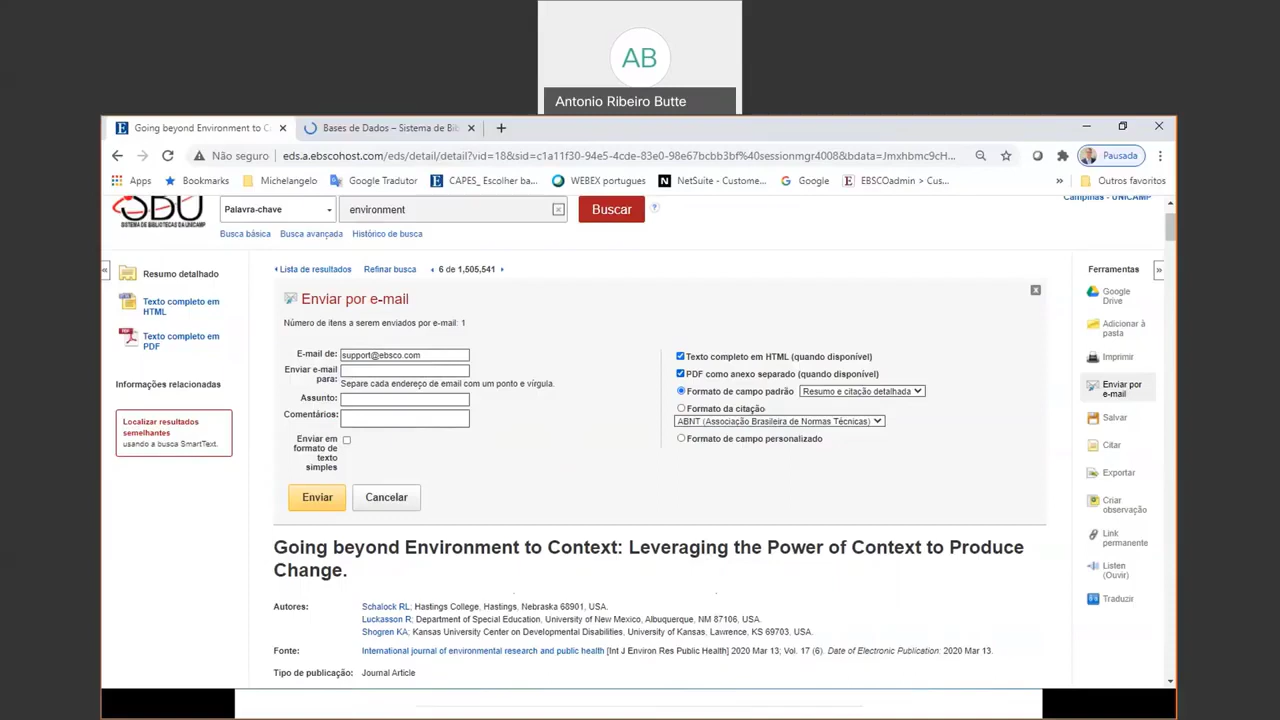 AB
Antonio Ribeiro Butte
Going beyond Environment to C
Bases de Dados – Sistema de Bib
Não seguro
eds.a.ebscohost.com/eds/detail/detail?vid=18&sid=c1a11f30-94e5-4cde-83e0-98e67bcbb3bf%40sessionmgr4008&bdata=Jmxhbmc9cH...
Pausada
Apps
Bookmarks
Michelangelo
Google Tradutor
CAPES_ Escolher ba...
WEBEX portugues
NetSuite - Custome...
Google
EBSCOadmin > Cus...
Outros favoritos
SBU
SISTEMA DE BIBLIOTECAS DA UNICAMP
Palavra-chave
environment
Buscar
Campinas - UNICAMP
Busca básica
Busca avançada
Histórico de busca
Resumo detalhado
Texto completo em
HTML
Texto completo em
PDF
Informações relacionadas
Localizar resultados
semelhantes
usando a busca SmartText.
Lista de resultados
Refinar busca
6 de 1,505,541
Enviar por e-mail
Número de itens a serem enviados por e-mail: 1
E-mail de:
support@ebsco.com
Enviar e-mail
para:
Separe cada endereço de email com um ponto e vírgula.
Assunto:
Comentários:
Enviar em
formato de
texto
simples
Enviar
Cancelar
Texto completo em HTML (quando disponível)
PDF como anexo separado (quando disponível)
Formato de campo padrão
Resumo e citação detalhada
Formato da citação
ABNT (Associação Brasileira de Normas Técnicas)
Formato de campo personalizado
Going beyond Environment to Context: Leveraging the Power of Context to Produce
Change.
Autores:
Schalock RL; Hastings College, Hastings, Nebraska 68901, USA.
Luckasson R; Department of Special Education, University of New Mexico, Albuquerque, NM 87106, USA.
Shogren KA; Kansas University Center on Developmental Disabilities, University of Kansas, Lawrence, KS 69703, USA.
Fonte:
International journal of environmental research and public health [Int J Environ Res Public Health] 2020 Mar 13; Vol. 17 (6). Date of Electronic Publication: 2020 Mar 13.
Tipo de publicação:
Journal Article
Ferramentas
Google
Drive
Adicionar à
pasta
Imprimir
Enviar por
e-mail
Salvar
Citar
Exportar
Criar
observação
Link
permanente
Listen
(Ouvir)
Traduzir